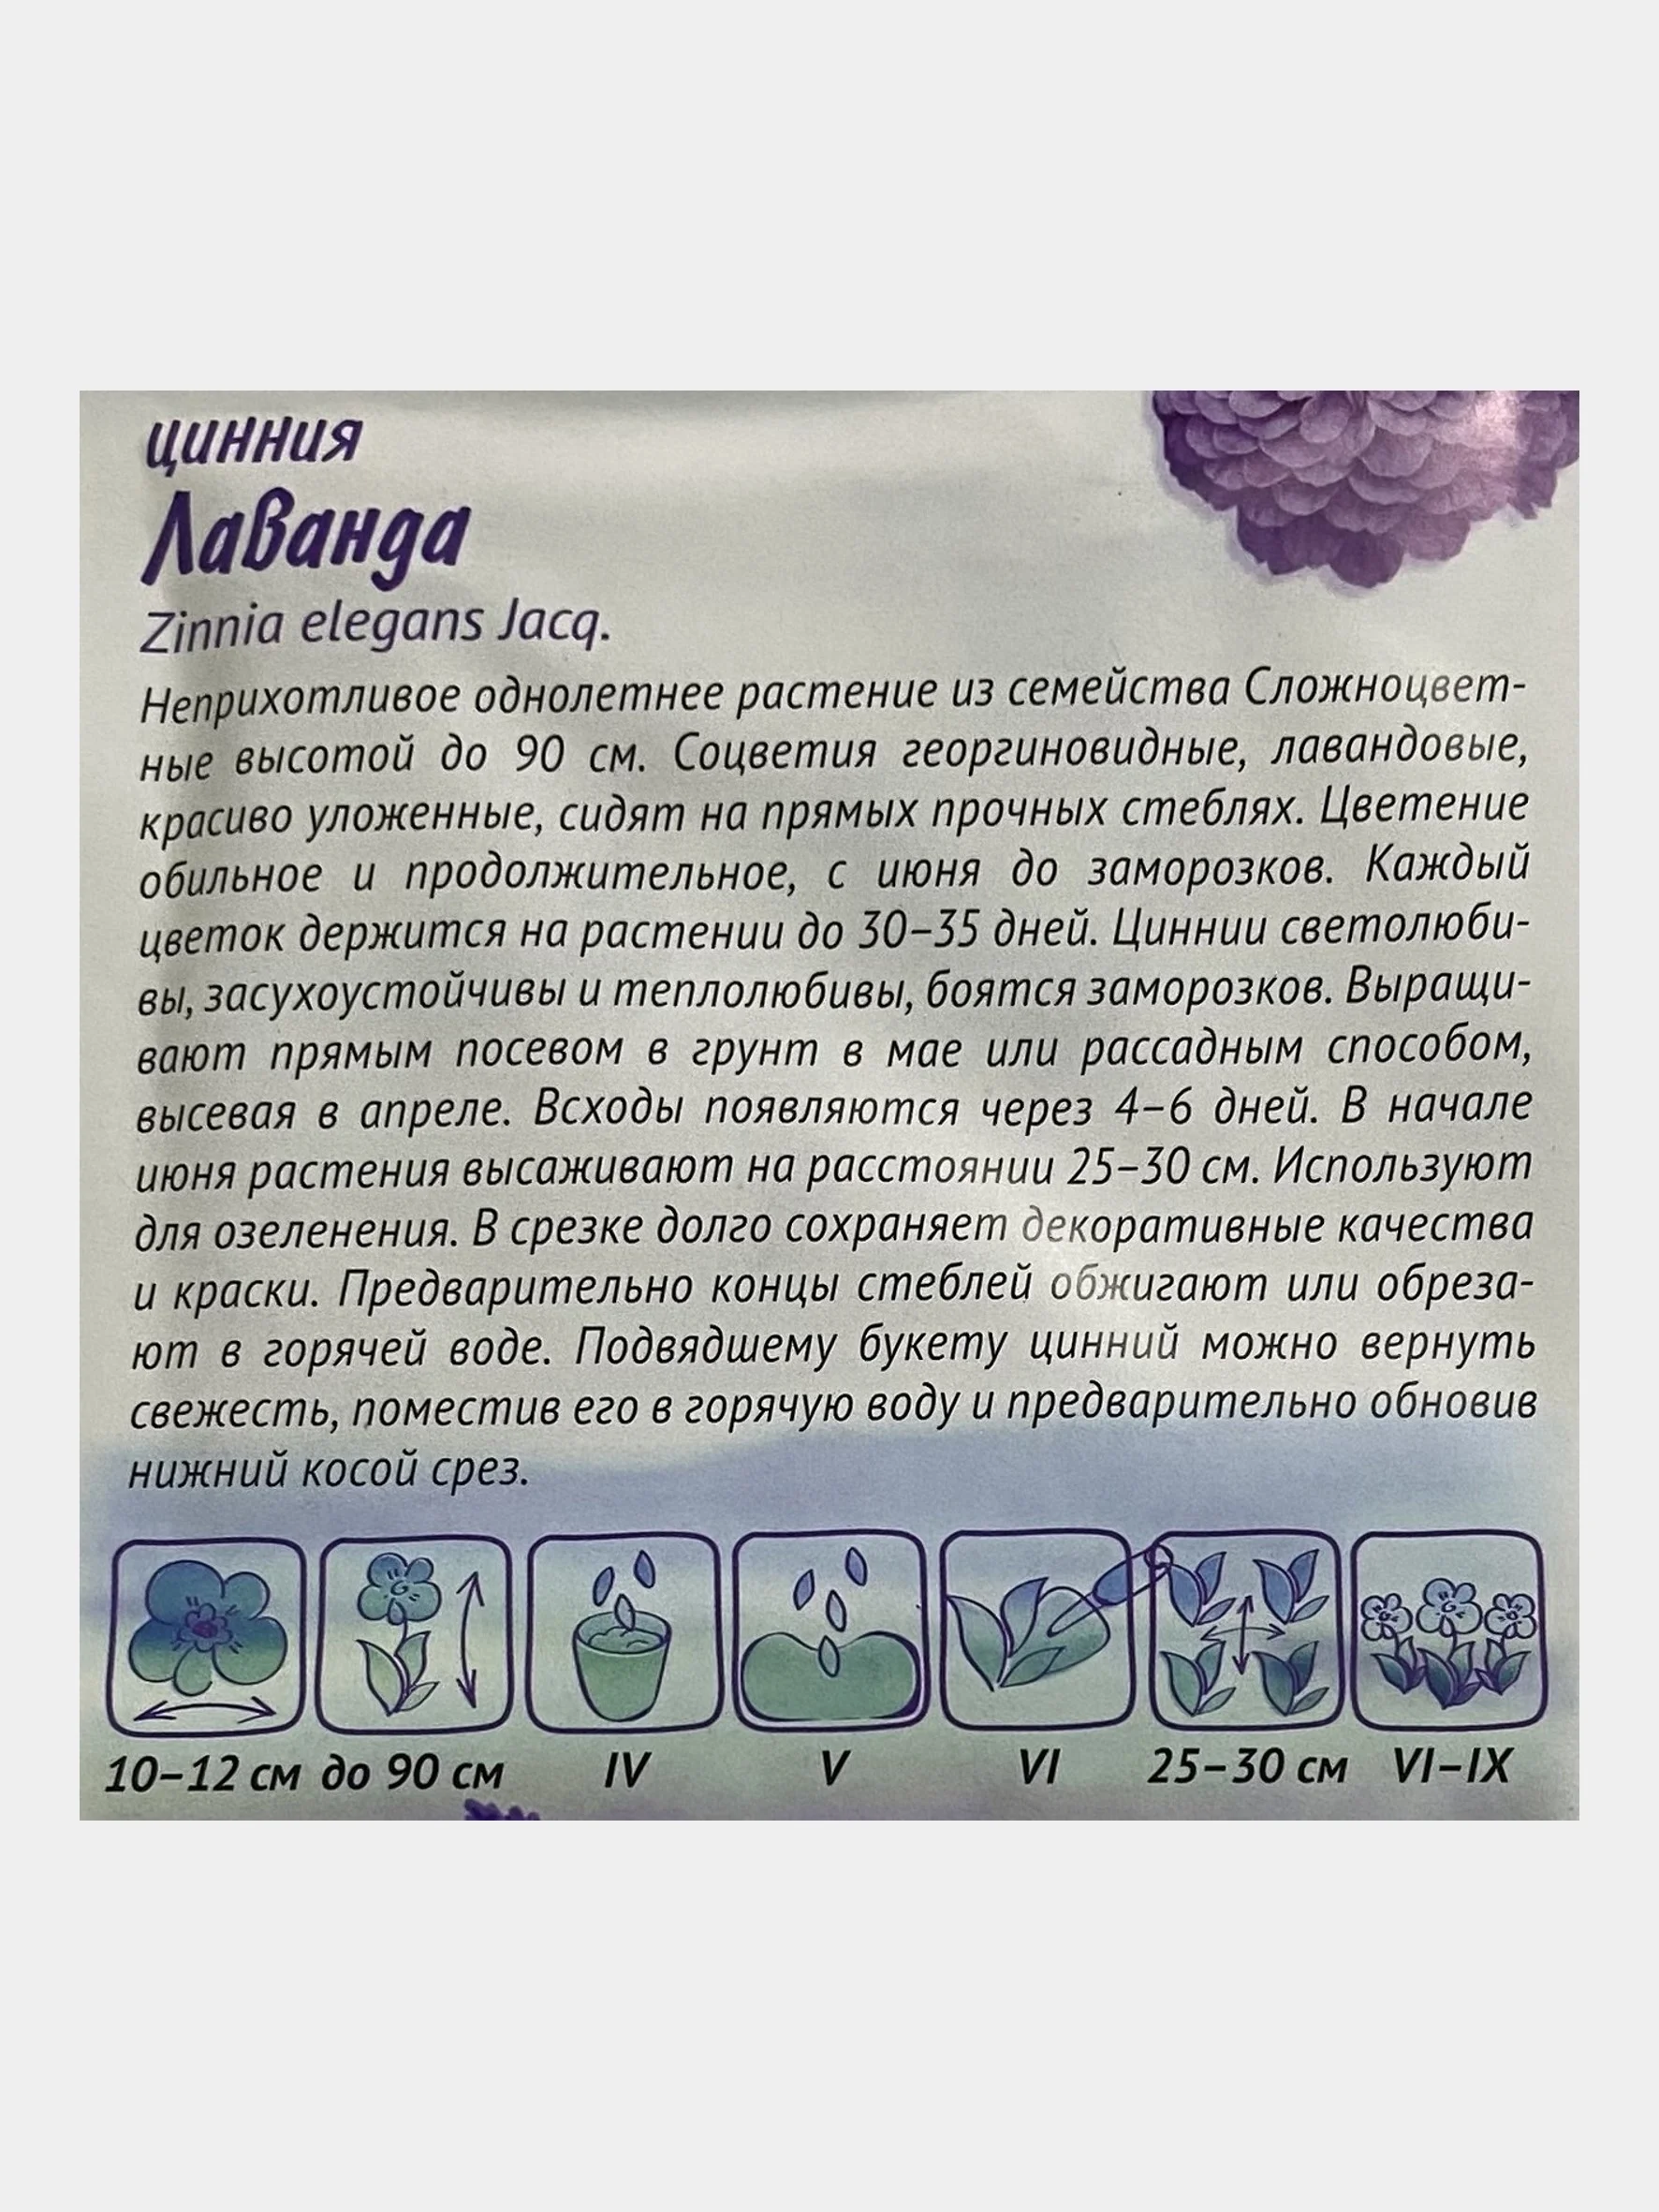 цинния
Лаванда
Zinnia elegans Jacq.
Неприхотливое однолетнее растение из семейства Сложноцвет-
ные высотой до 90 см. Соцветия георгиновидные, лавандовые,
красиво уложенные, сидят на прямых прочных стеблях. Цветение
обильное и продолжительное, с июня до заморозков. Каждый
цветок держится на растении до 30–35 дней. Циннии светолюби-
вы, засухоустойчивы и теплолюбивы, боятся заморозков. Выращи-
вают прямым посевом в грунт в мае или рассадным способом,
высевая в апреле. Всходы появляются через 4–6 дней. В начале
июня растения высаживают на расстоянии 25–30 см. Используют
для озеленения. В срезке долго сохраняет декоративные качества
и краски. Предварительно концы стеблей обжигают или обреза-
ют в горячей воде. Подвядшему букету цинний можно вернуть
свежесть, поместив его в горячую воду и предварительно обновив
нижний косой срез.
10–12 см до 90 см IV V VI 25–30 см VI–IX